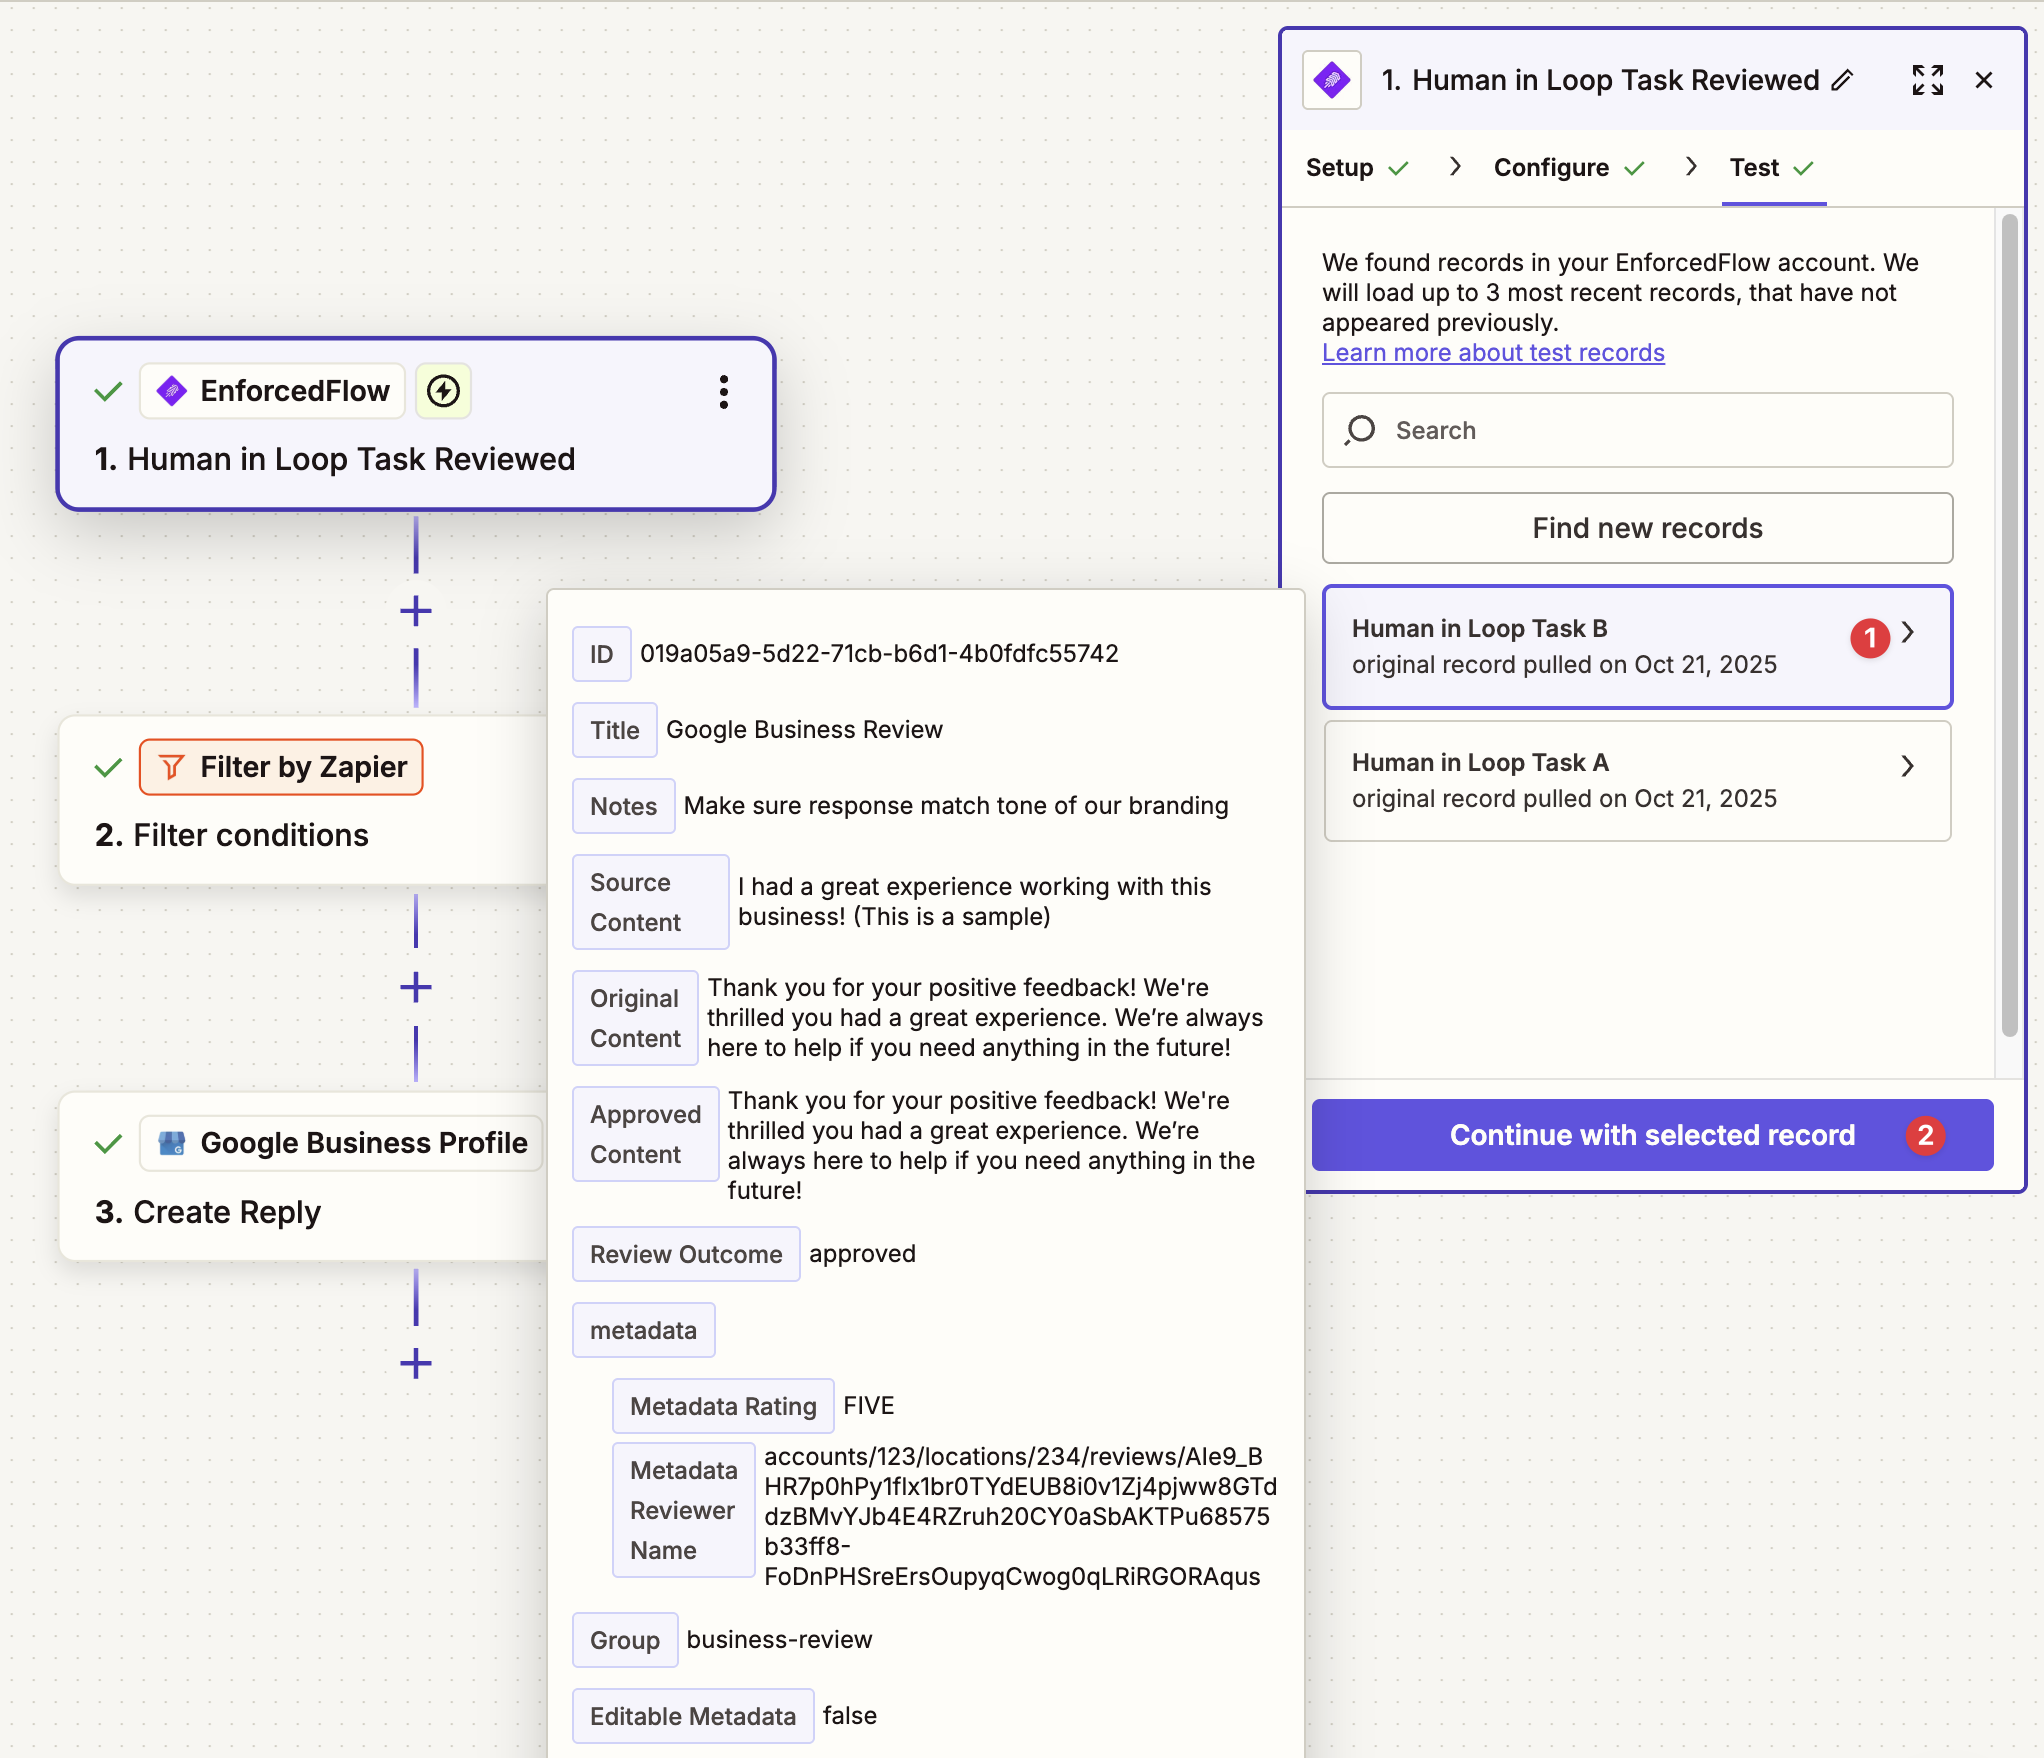 EnforcedFlow
1. Human in Loop Task Reviewed
Filter by Zapier
2. Filter conditions
Google Business Profile
3. Create Reply
ID 019a05a9-5d22-71cb-b6d1-4b0fdfc55742
Title Google Business Review
Notes Make sure response match tone of our branding
Source
Content
I had a great experience working with this
business! (This is a sample)
Original
Content
Thank you for your positive feedback! We're
thrilled you had a great experience. We’re always
here to help if you need anything in the future!
Approved
Content
Thank you for your positive feedback! We're
thrilled you had a great experience. We’re
always here to help if you need anything in the
future!
Review Outcome approved
metadata
Metadata Rating FIVE
Metadata
Reviewer
Name
accounts/123/locations/234/reviews/AIe9_B
HR7p0hPy1fIx1br0TYdEUB8i0v1Zj4pjww8GTd
dzBMvYJb4E4RZruh20CY0aSbAKTPu68575
b33ff8-
FoDnPHSreErsOupyqCwog0qLRiRGORAqus
Group business-review
Editable Metadata false
1. Human in Loop Task Reviewed
Setup Configure Test
We found records in your EnforcedFlow account. We
will load up to 3 most recent records, that have not
appeared previously.
Learn more about test records
Search
Find new records
Human in Loop Task B
original record pulled on Oct 21, 2025
1
Human in Loop Task A
original record pulled on Oct 21, 2025
Continue with selected record 2